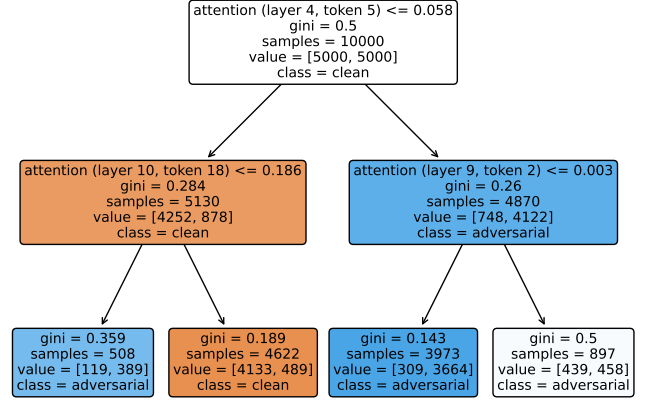 attention (layer 4, token 5) <= 0.058
gini = 0.5
samples = 10000
value = [5000, 5000]
class = clean
attention (layer 10, token 18) <= 0.186
gini = 0.284
samples = 5130
value = [4252, 878]
class = clean
attention (layer 9, token 2) <= 0.003
gini = 0.26
samples = 4870
value = [748, 4122]
class = adversarial
gini = 0.359
samples = 508
value = [119, 389]
class = adversarial
gini = 0.189
samples = 4622
value = [4133, 489]
class = clean
gini = 0.143
samples = 3973
value = [309, 3664]
class = adversarial
gini = 0.5
samples = 897
value = [439, 458]
class = adversarial